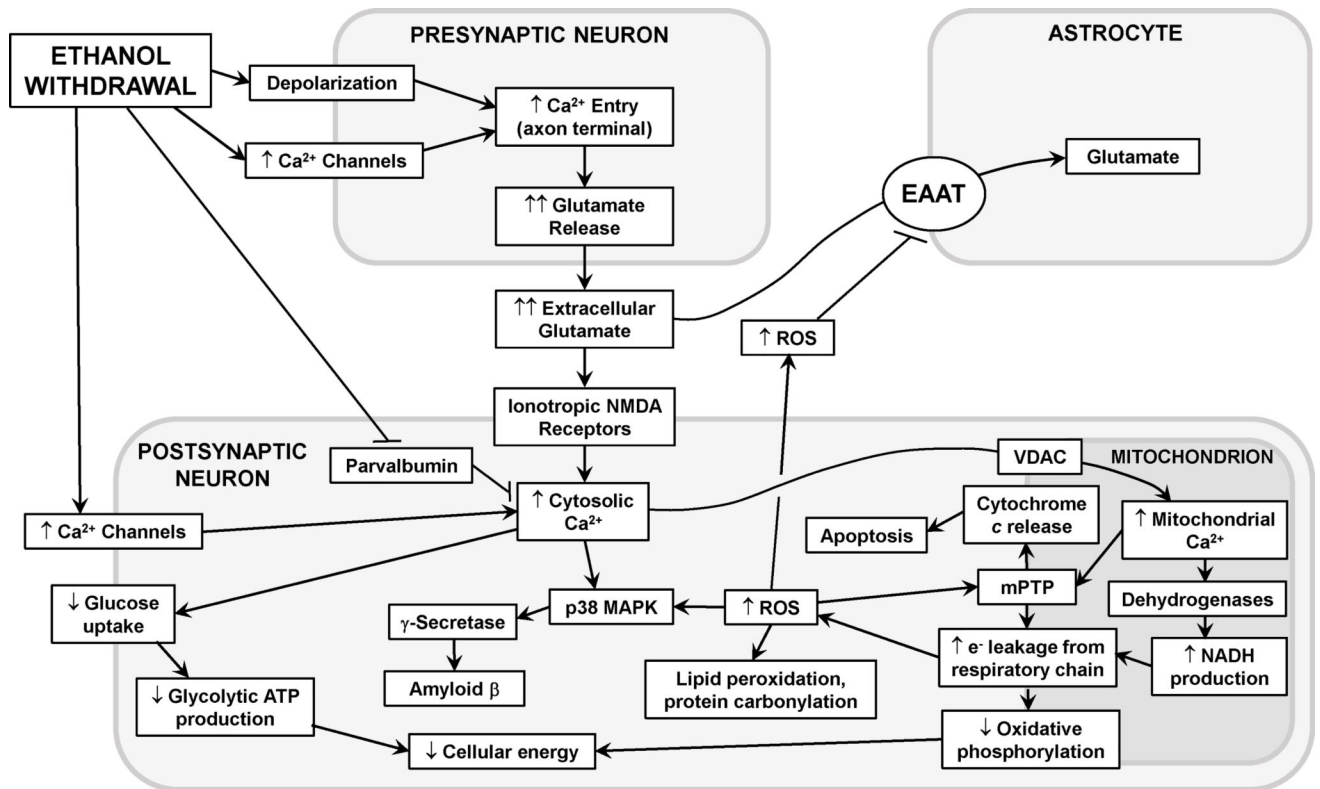 PRESYNAPTIC NEURON
ASTROCYTE
ETHANOL
WITHDRAWAL
Depolarization
↑ Ca²⁺ Entry
(axon terminal)
↑ Ca²⁺ Channels
Glutamate
EAAT
↑↑ Glutamate
Release
↑↑ Extracellular
Glutamate
↑ ROS
Ionotropic NMDA
Receptors
POSTSYNAPTIC
NEURON
Parvalbumin
VDAC
MITOCHONDRION
↑ Cytosolic
Ca²⁺
↑ Ca²⁺ Channels
Cytochrome
c release
Apoptosis
↑ Mitochondrial
Ca²⁺
↓ Glucose
uptake
p38 MAPK
↑ ROS
mPTP
Dehydrogenases
γ-Secretase
↑ e⁻ leakage from
respiratory chain
↑ NADH
production
Amyloid β
Lipid peroxidation,
protein carbonylation
↓ Glycolytic ATP
production
↓ Cellular energy
↓ Oxidative
phosphorylation